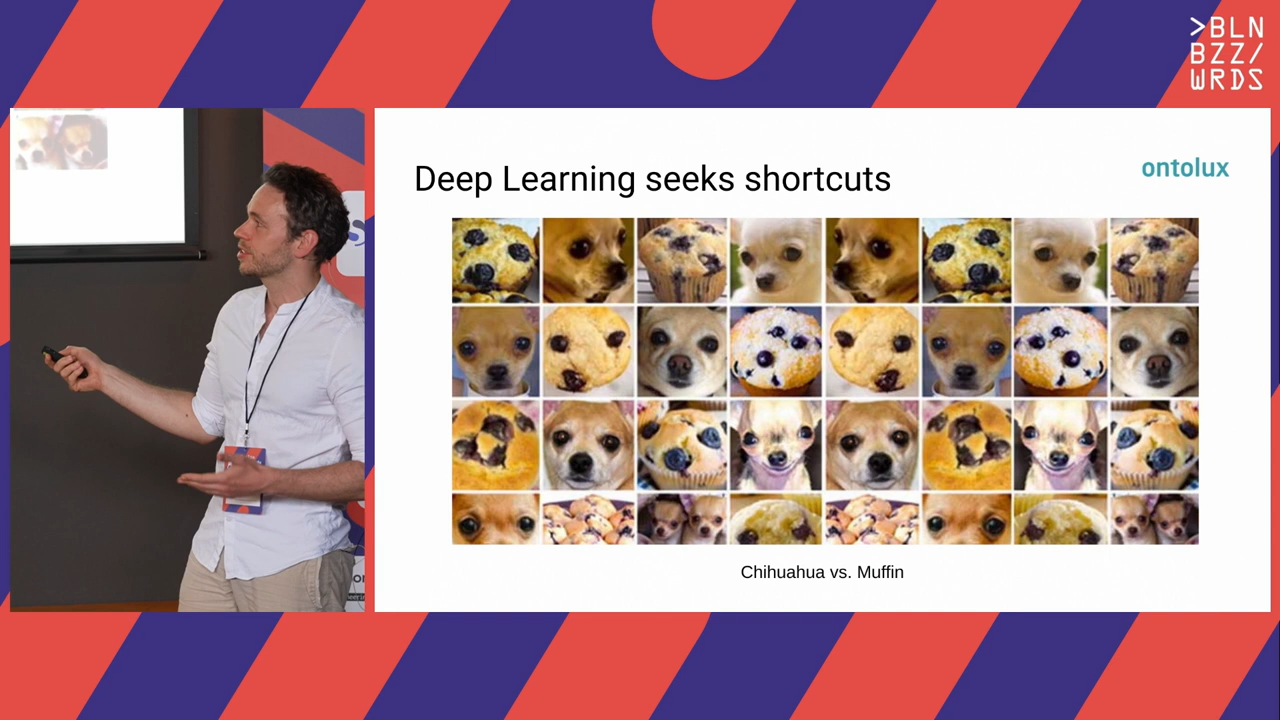 >BLN
BZZ/
WRDS
Deep Learning seeks shortcuts
ontolux
Chihuahua vs. Muffin